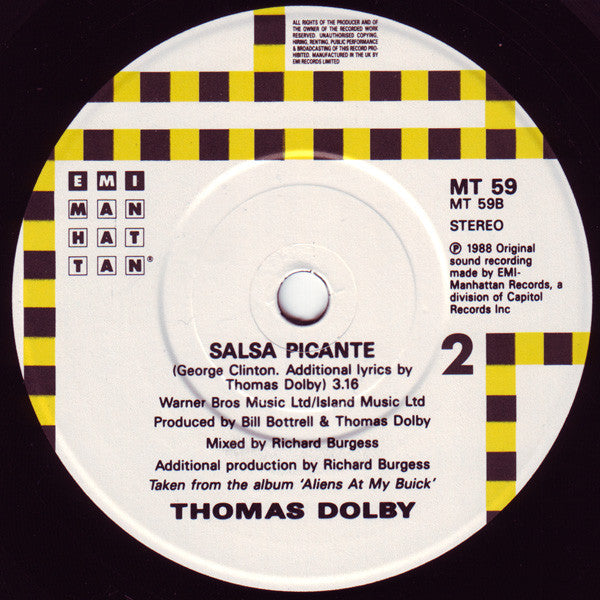 ALL RIGHTS OF THE PRODUCER AND OF
THE OWNER OF THE RECORDED WORK
RESERVED. UNAUTHORISED COPYING,
HIRING, RENTING, PUBLIC PERFORMANCE
& BROADCASTING OF THIS RECORD PRO-
HIBITED. MANUFACTURED IN THE UK BY
EMI RECORDS LIMITED
EMI
MAN
HAT
TAN®
MT 59
MT 59B
STEREO
℗ 1988 Original
sound recording
made by EMI-
Manhattan Records, a
division of Capitol
Records Inc
2
SALSA PICANTE
(George Clinton. Additional lyrics by
Thomas Dolby) 3.16
Warner Bros Music Ltd/Island Music Ltd
Produced by Bill Bottrell & Thomas Dolby
Mixed by Richard Burgess
Additional production by Richard Burgess
Taken from the album 'Aliens At My Buick'
THOMAS DOLBY